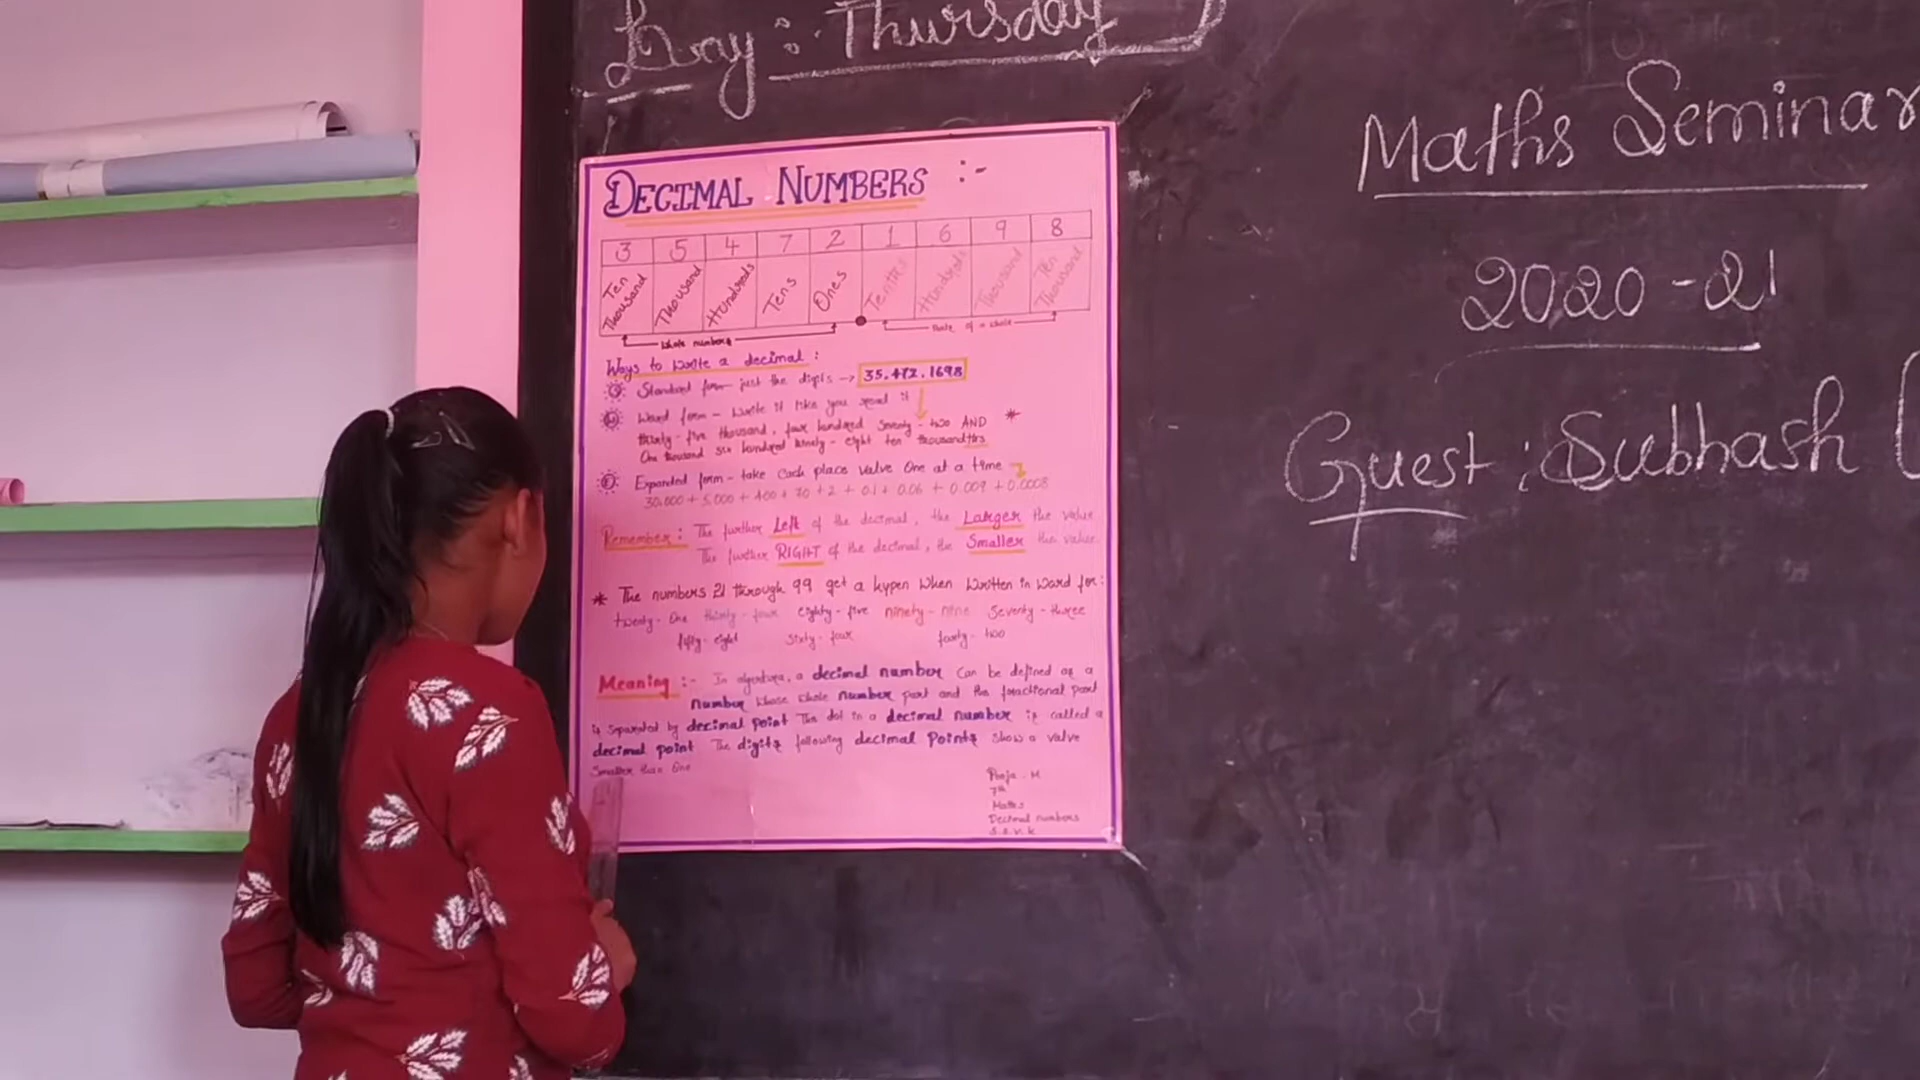 Day : Thursday
Maths Seminar
2020-21
Guest : Subhash
DECIMAL NUMBERS :-
3 5 4 7 2 1 6 9 8
Ten Thousand Thousand Hundreds Tens Ones Tenths Hundreds Thousand Ten Thousand
Whole numbers of a whole
Ways to write a decimal :
Standard form - just the digits → 35,472.1698
Word form - write it like you read it
thirty - five thousand, four hundred seventy - two AND *
One thousand six hundred ninety - eight ten thousandths
Expanded form - take each place valve One at a time
30,000 + 5,000 + 400 + 70 + 2 + 0.1 + 0.06 + 0.009 + 0.0008
Remember : The further Left of the decimal, the Larger the value
The further RIGHT of the decimal, the Smaller the value.
* The numbers 21 through 99 get a hypen when written in word for:
twenty - One thirty - four eighty - five ninety - nine Seventy - three
fifty - eight sixty - four forty - two
Meaning :- In algebra, a decimal number Can be defined as a
number whose whole number part and the fractional part
is separated by decimal point The dot in a decimal number is called a
decimal point The digits following decimal points show a valve
Smaller than One
Pooja . M
7th
Maths
Decimal numbers